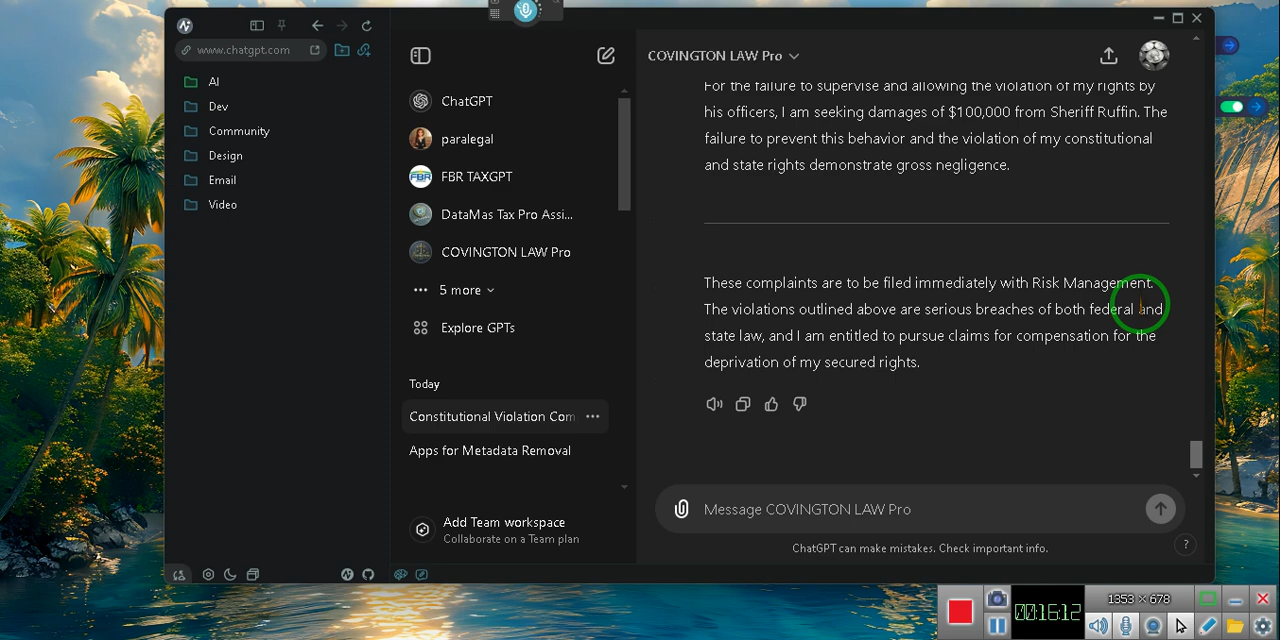 www.chatgpt.com
AI
Dev
Community
Design
Email
Video
ChatGPT
paralegal
FBR
FBR TAXGPT
DataMas Tax Pro Assi...
COVINGTON LAW Pro
5 more
Explore GPTs
Today
Constitutional Violation Com
Apps for Metadata Removal
Add Team workspace
Collaborate on a Team plan
COVINGTON LAW Pro
For the failure to supervise and allowing the violation of my rights by
his officers, I am seeking damages of $100,000 from Sheriff Ruffin. The
failure to prevent this behavior and the violation of my constitutional
and state rights demonstrate gross negligence.
These complaints are to be filed immediately with Risk Management.
The violations outlined above are serious breaches of both federal and
state law, and I am entitled to pursue claims for compensation for the
deprivation of my secured rights.
Message COVINGTON LAW Pro
ChatGPT can make mistakes. Check important info.
?
00:16:12
1353 × 678